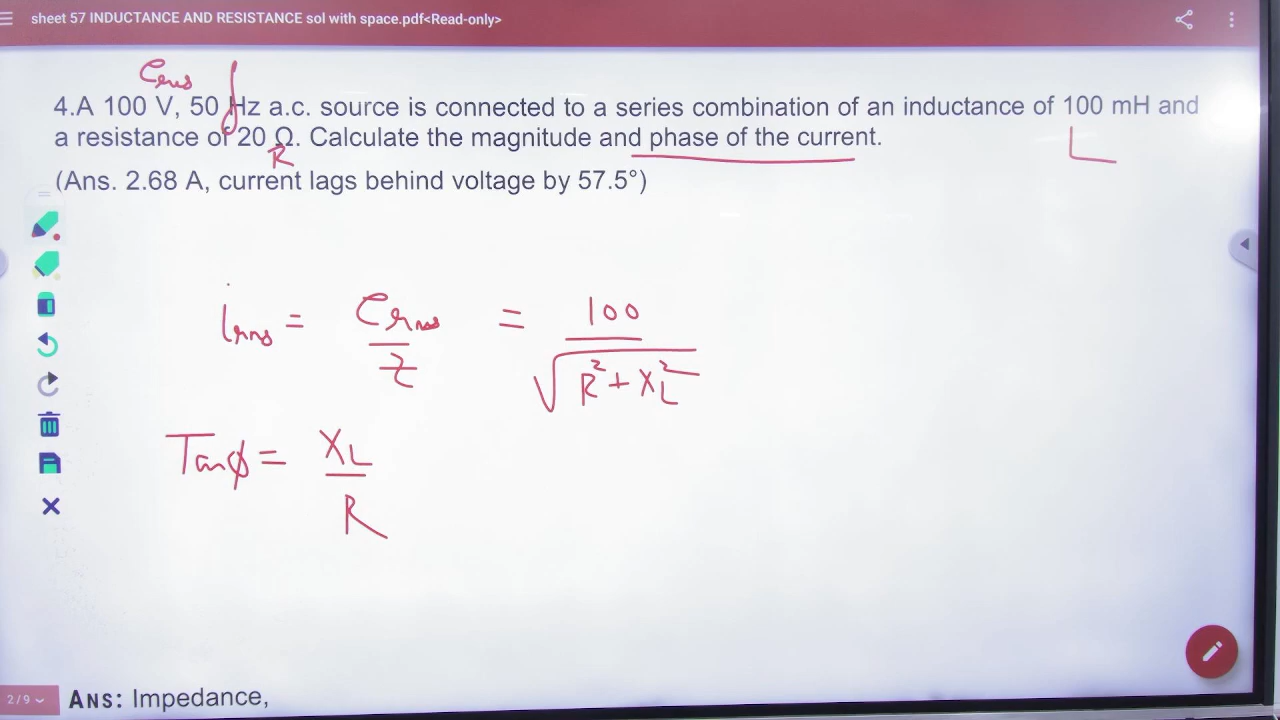 sheet 57 INDUCTANCE AND RESISTANCE sol with space.pdf<Read-only>
Erms f
4.A 100 V, 50 Hz a.c. source is connected to a series combination of an inductance of 100 mH and
a resistance of 20 Ω. Calculate the magnitude and phase of the current.
R L
(Ans. 2.68 A, current lags behind voltage by 57.5°)
irms = Erms / Z = 100 / √(R² + XL²)
Tanϕ = XL / R
2/9
ANS: Impedance,